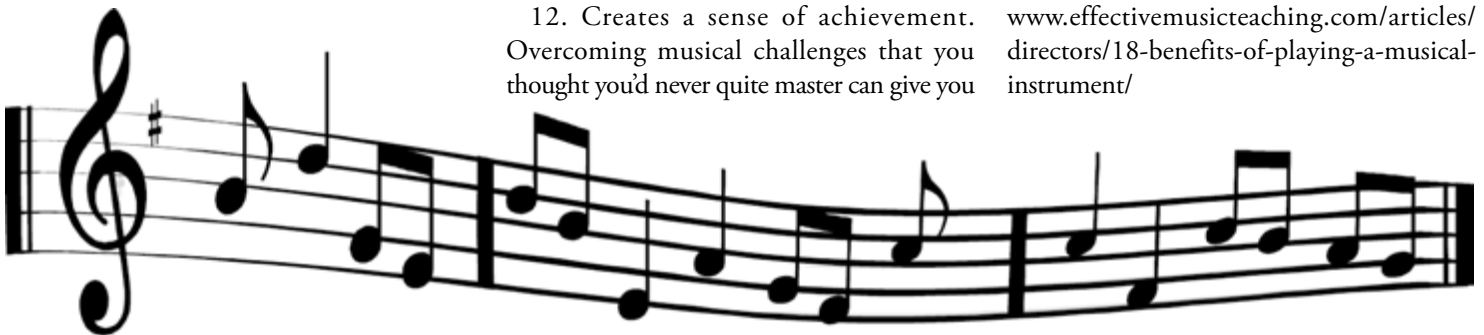 12. Creates a sense of achievement.
Overcoming musical challenges that you
thought you’d never quite master can give you
www.effectivemusicteaching.com/articles/
directors/18-benefits-of-playing-a-musical-
instrument/